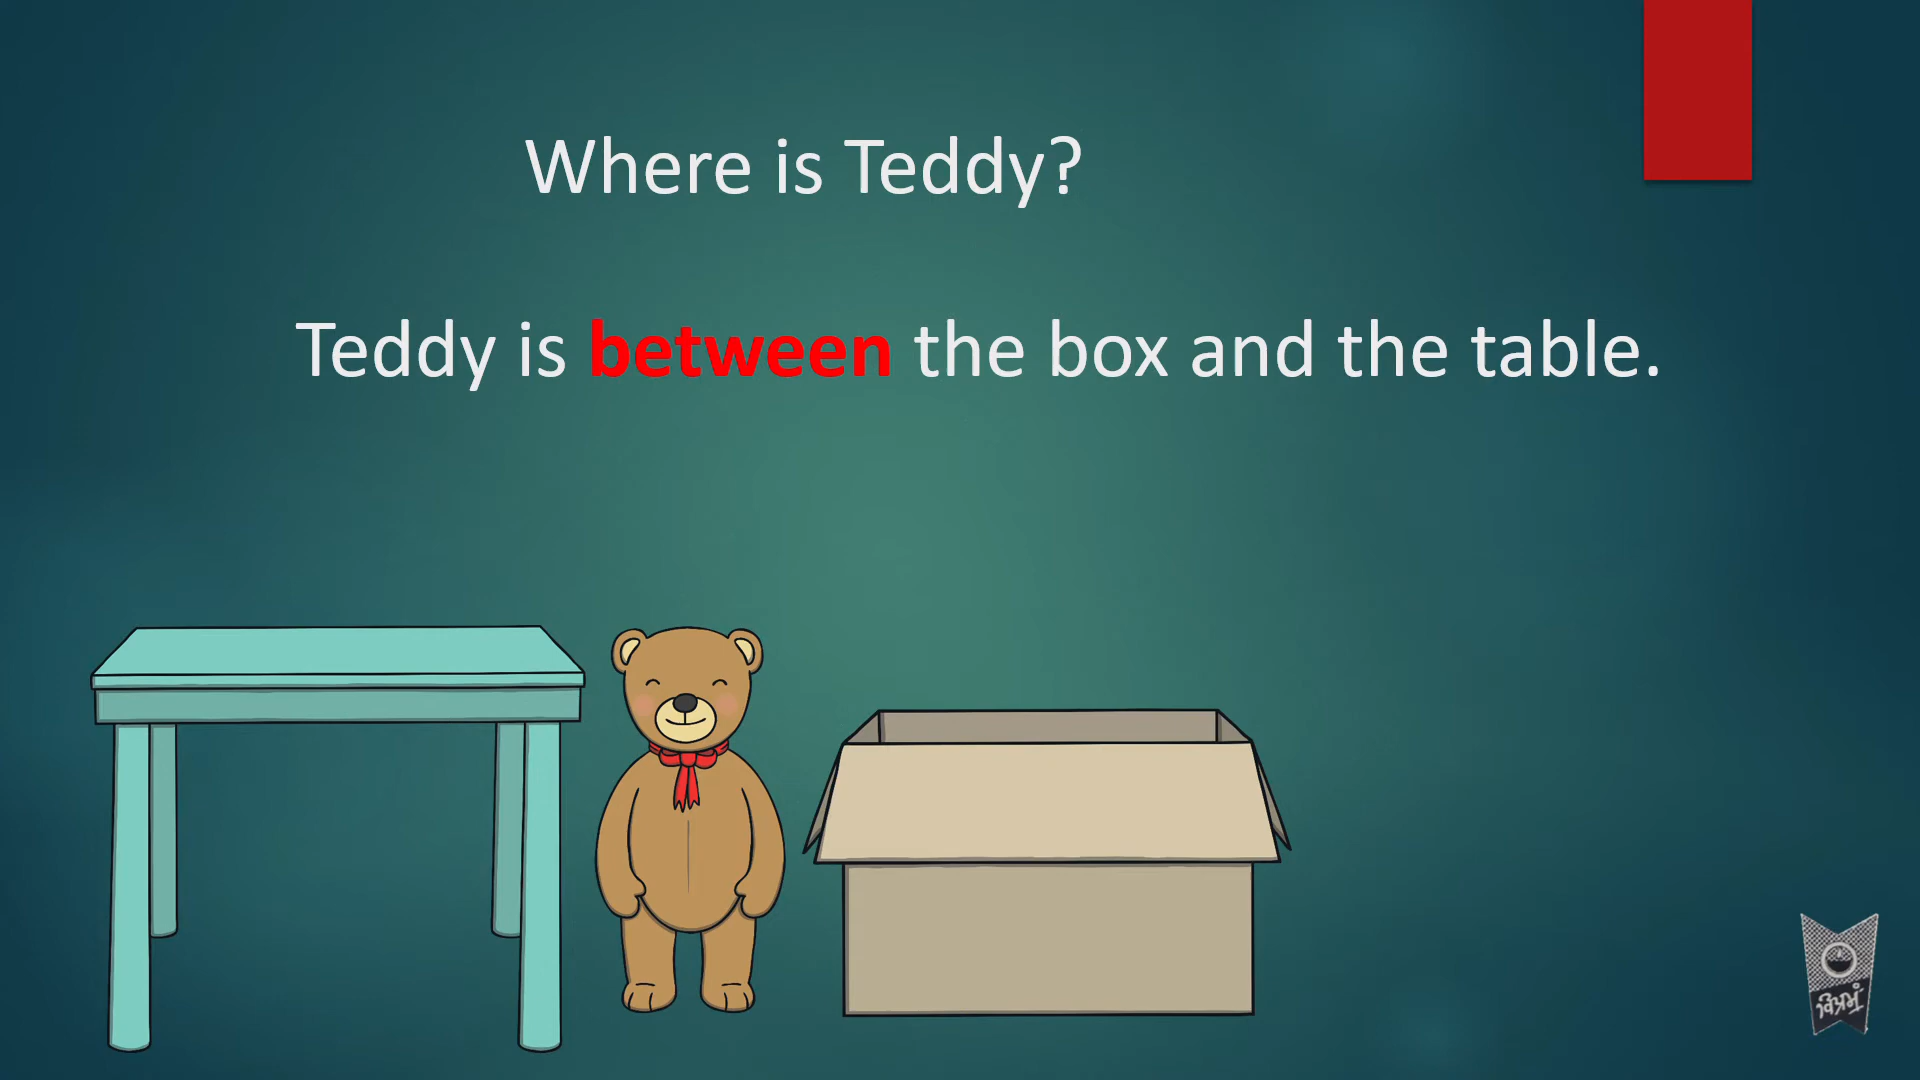 Where is Teddy?
Teddy is between the box and the table.